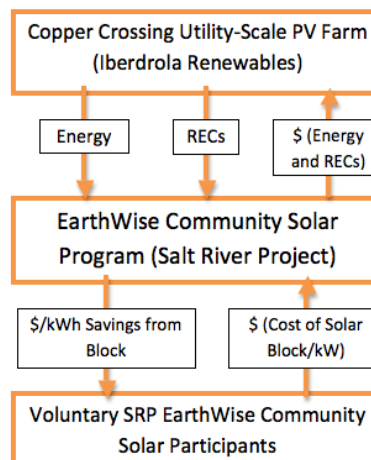 Copper Crossing Utility-Scale PV Farm
(Iberdrola Renewables)
Energy
RECs
$ (Energy
and RECs)
EarthWise Community Solar
Program (Salt River Project)
$/kWh Savings from
Block
$ (Cost of Solar
Block/kW)
Voluntary SRP EarthWise Community
Solar Participants